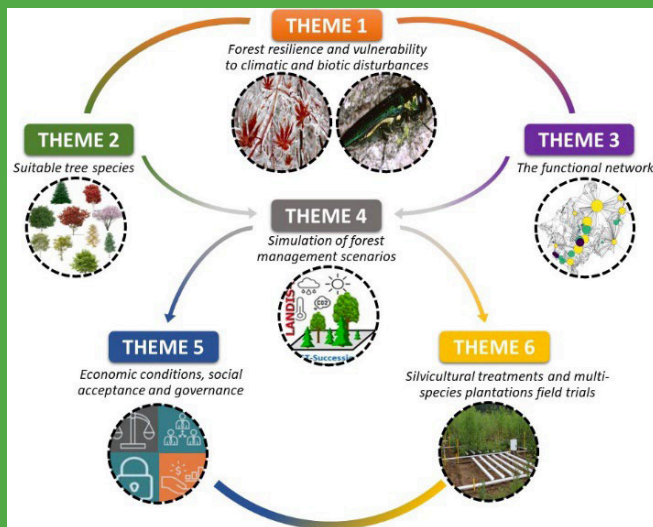 THEME 1
Forest resilience and vulnerability
to climatic and biotic disturbances
THEME 2
Suitable tree species
THEME 3
The functional network
THEME 4
Simulation of forest
management scenarios
LANDIS
CO2
T-Successio
THEME 5
Economic conditions, social
acceptance and governance
THEME 6
Silvicultural treatments and multi-
species plantations field trials